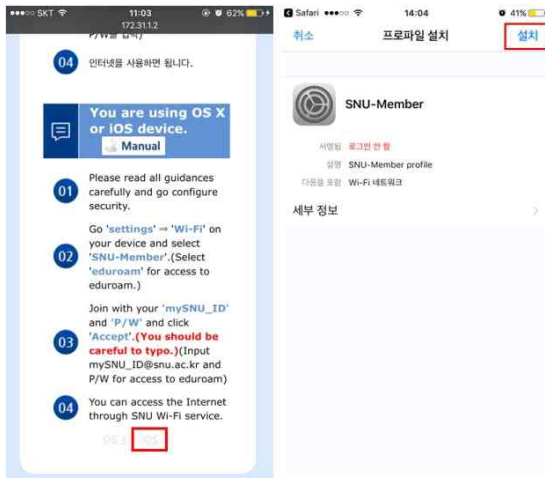 SKT 11:03 62%
172.31.1.2
P/W를 입력)
04 인터넷을 사용하면 됩니다.
You are using OS X
or iOS device.
Manual
01 Please read all guidances
carefully and go configure
security.
02 Go 'settings' → 'Wi-Fi' on
your device and select
'SNU-Member'.(Select
'eduroam' for access to
eduroam.)
03 Join with your 'mySNU_ID'
and 'P/W' and click
'Accept'.(You should be
careful to typo.)(Input
mySNU_ID@snu.ac.kr and
P/W for access to eduroam)
04 You can access the Internet
through SNU Wi-Fi service.
OS X iOS
Safari 14:04 41%
취소 프로파일 설치 설치
SNU-Member
서명됨 로그인 안 함
설명 SNU-Member profile
다음을 포함 Wi-Fi 네트워크
세부 정보